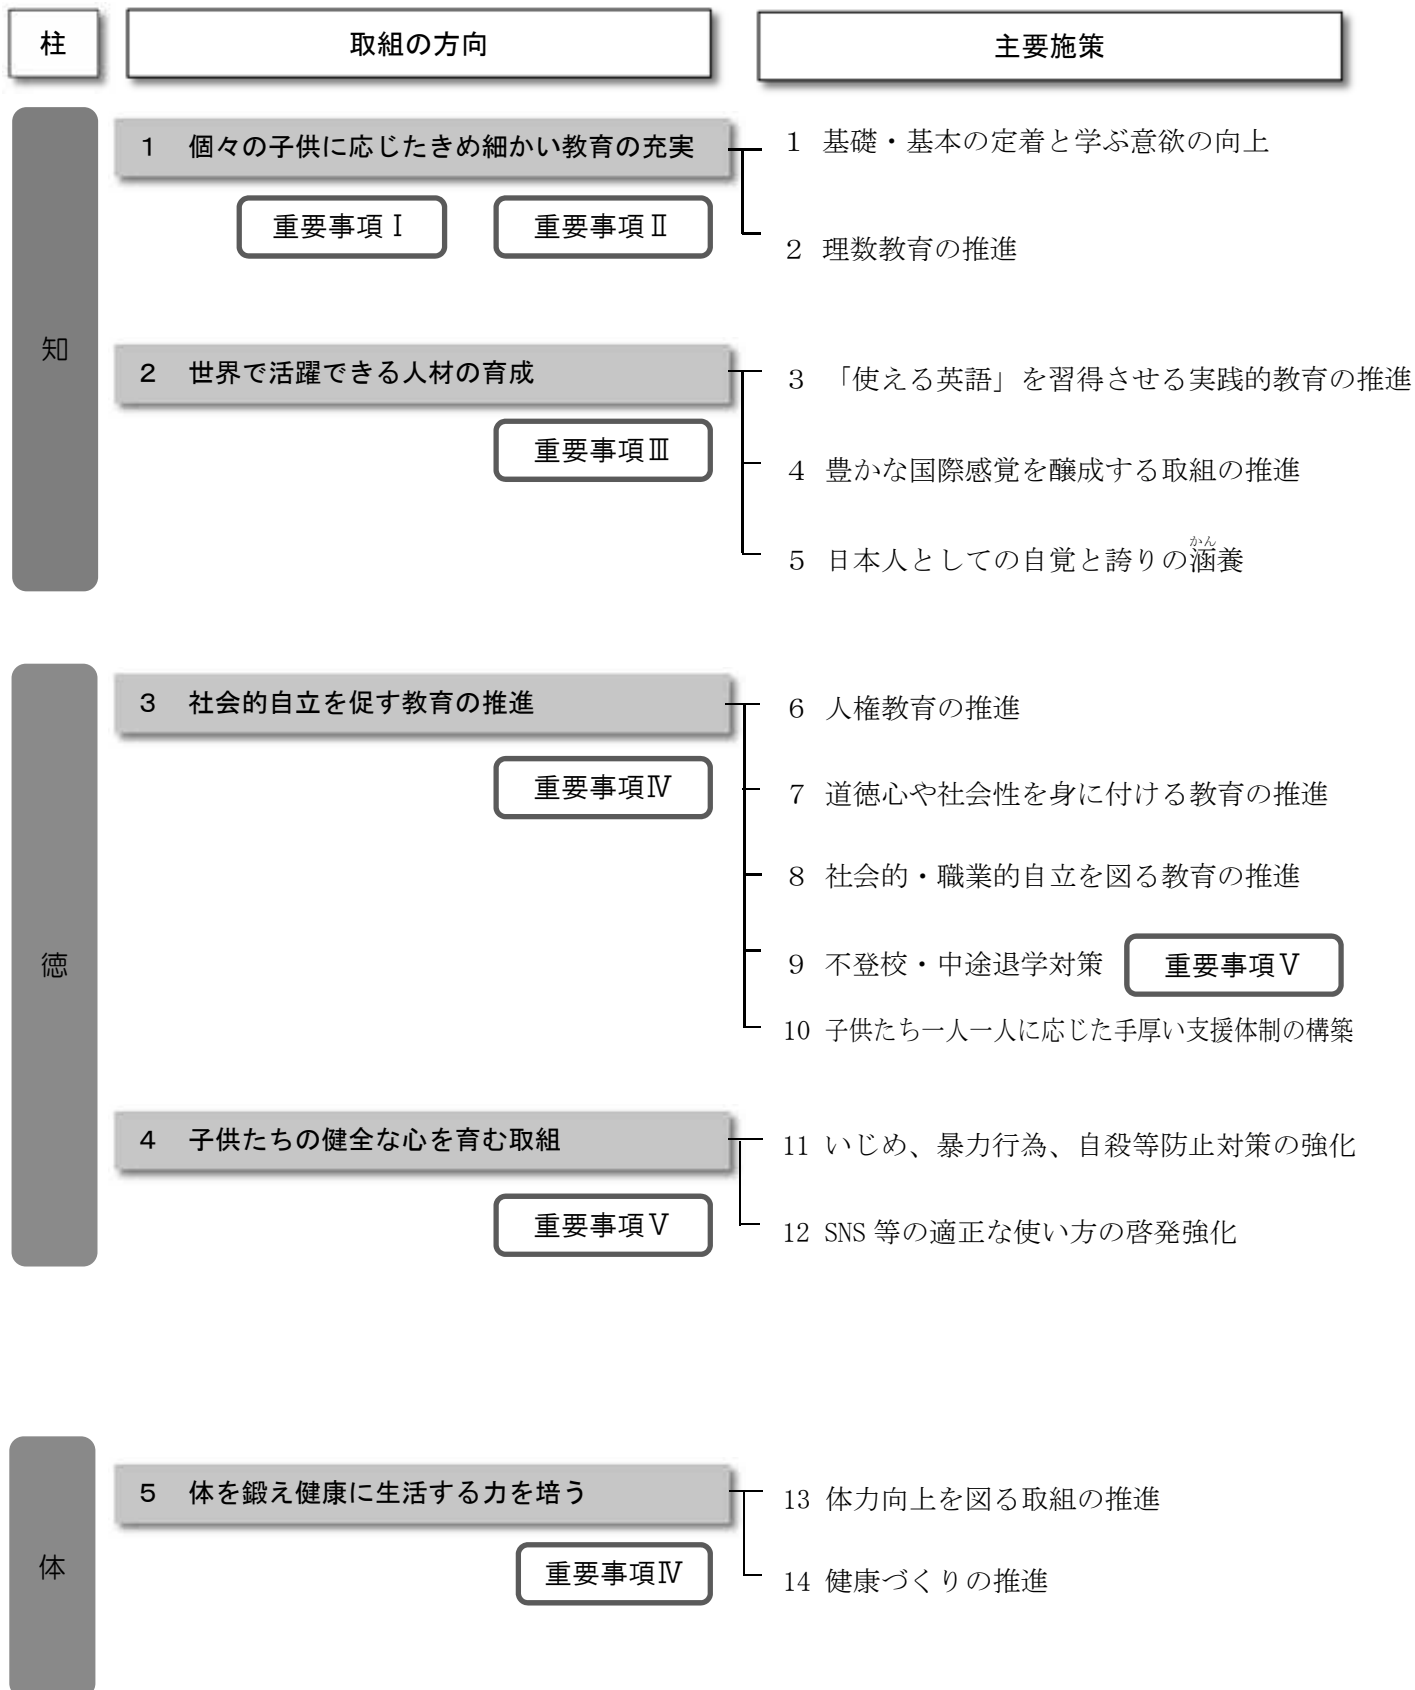 柱
取組の方向
主要施策
知
1 個々の子供に応じたきめ細かい教育の充実
重要事項Ⅰ
重要事項Ⅱ
1 基礎・基本の定着と学ぶ意欲の向上
2 理数教育の推進
2 世界で活躍できる人材の育成
重要事項Ⅲ
3 「使える英語」を習得させる実践的教育の推進
4 豊かな国際感覚を醸成する取組の推進
かん
5 日本人としての自覚と誇りの涵養
徳
3 社会的自立を促す教育の推進
重要事項Ⅳ
6 人権教育の推進
7 道徳心や社会性を身に付ける教育の推進
8 社会的・職業的自立を図る教育の推進
9 不登校・中途退学対策
重要事項Ⅴ
10 子供たち一人一人に応じた手厚い支援体制の構築
4 子供たちの健全な心を育む取組
重要事項Ⅴ
11 いじめ、暴力行為、自殺等防止対策の強化
12 SNS 等の適正な使い方の啓発強化
体
5 体を鍛え健康に生活する力を培う
重要事項Ⅳ
13 体力向上を図る取組の推進
14 健康づくりの推進